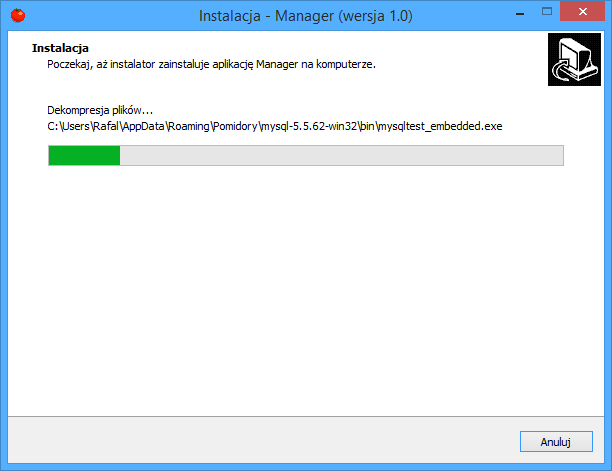 Instalacja - Manager (wersja 1.0)
Instalacja
Poczekaj, aż instalator zainstaluje aplikację Manager na komputerze.
Dekompresja plików...
C:\Users\Rafal\AppData\Roaming\Pomidory\mysql-5.5.62-win32\bin\mysqltest_embedded.exe
Anuluj